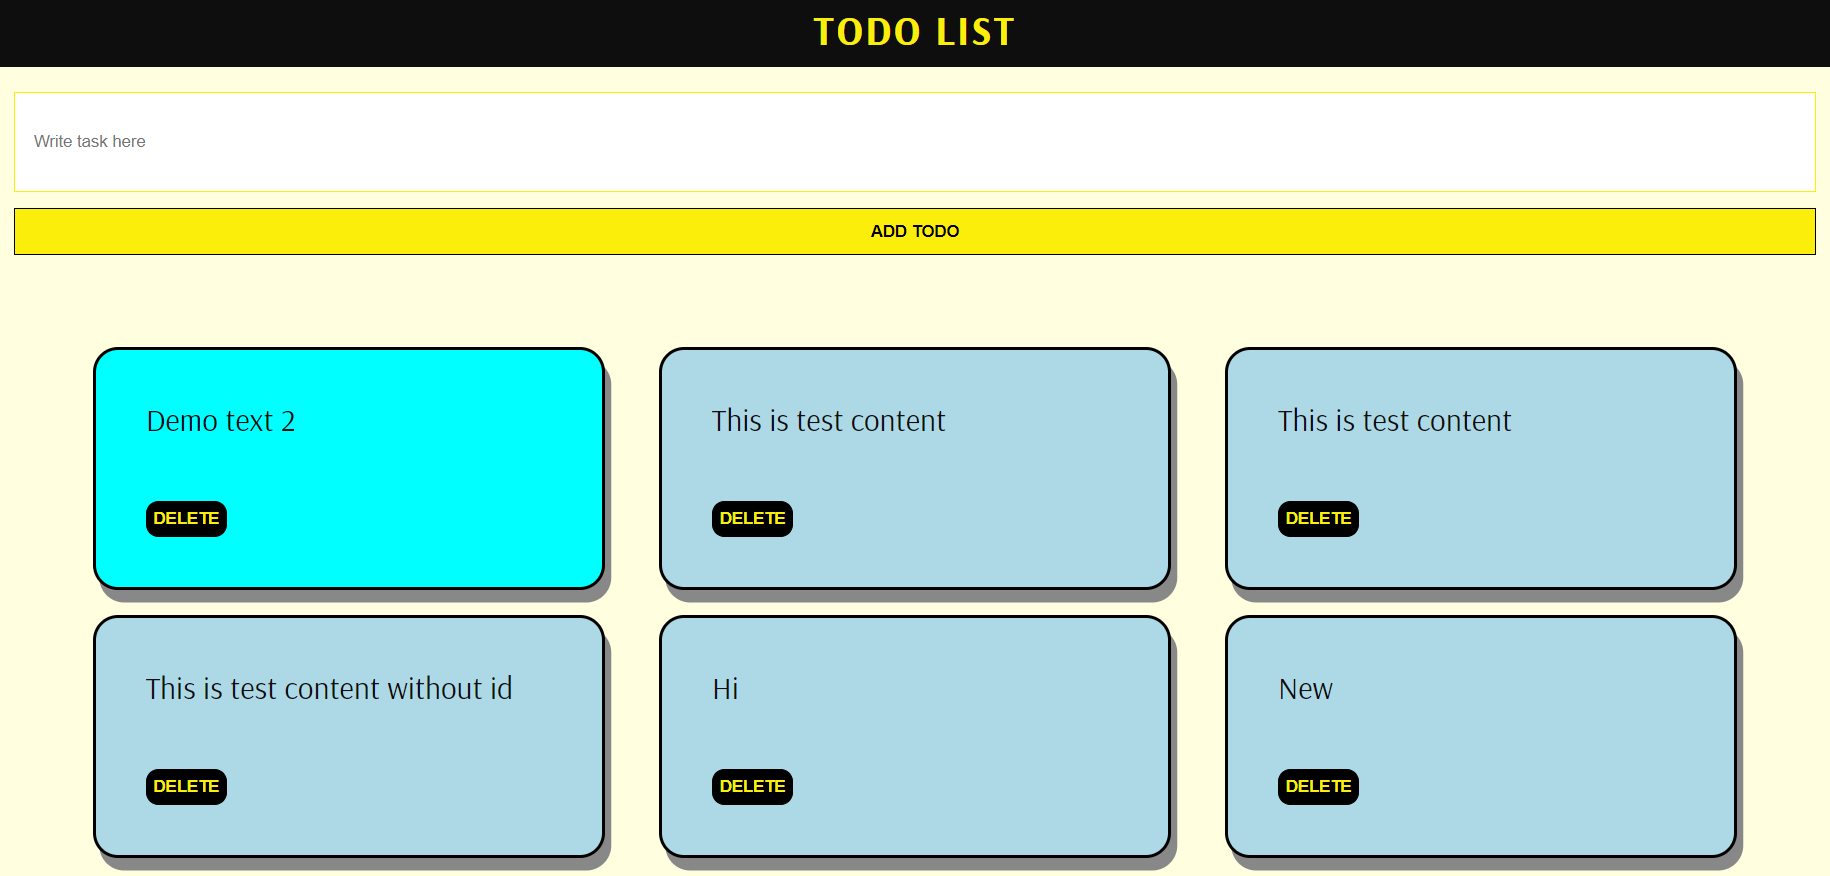 TODO LIST
Write task here
ADD TODO
Demo text 2
This is test content
This is test content
DELETE
DELETE
DELETE
This is test content without id
Hi
New
DELETE
DELETE
DELETE